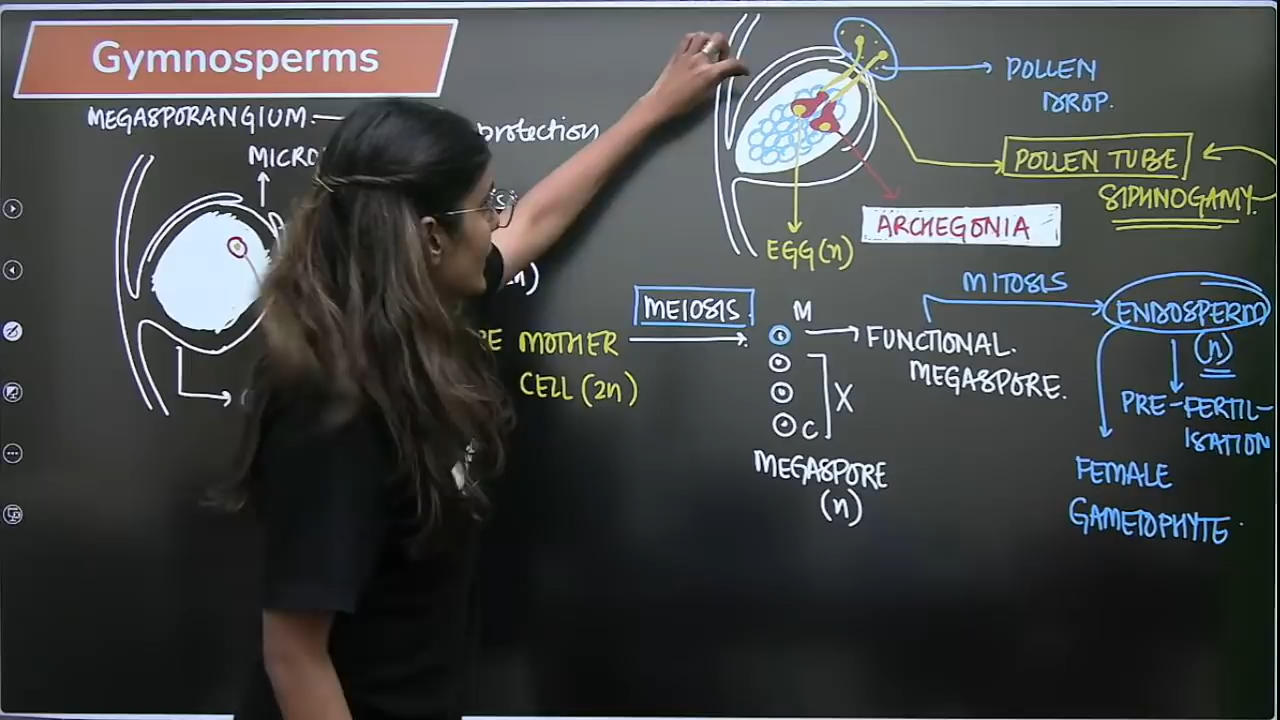 Gymnosperms
MEGASPORANGIUM
protection
MICRO
MOTHER
CELL (2n)
MEIOSIS
M
C
X
MEGASPORE
(n)
FUNCTIONAL.
MEGASPORE.
MITOSIS
ENDOSPERM
(n)
PRE-FERTIL-
ISATION
FEMALE
GAMETOPHYTE.
POLLEN
DROP.
POLLEN TUBE
SIPHNOGAMY.
ARCHEGONIA
EGG(n)